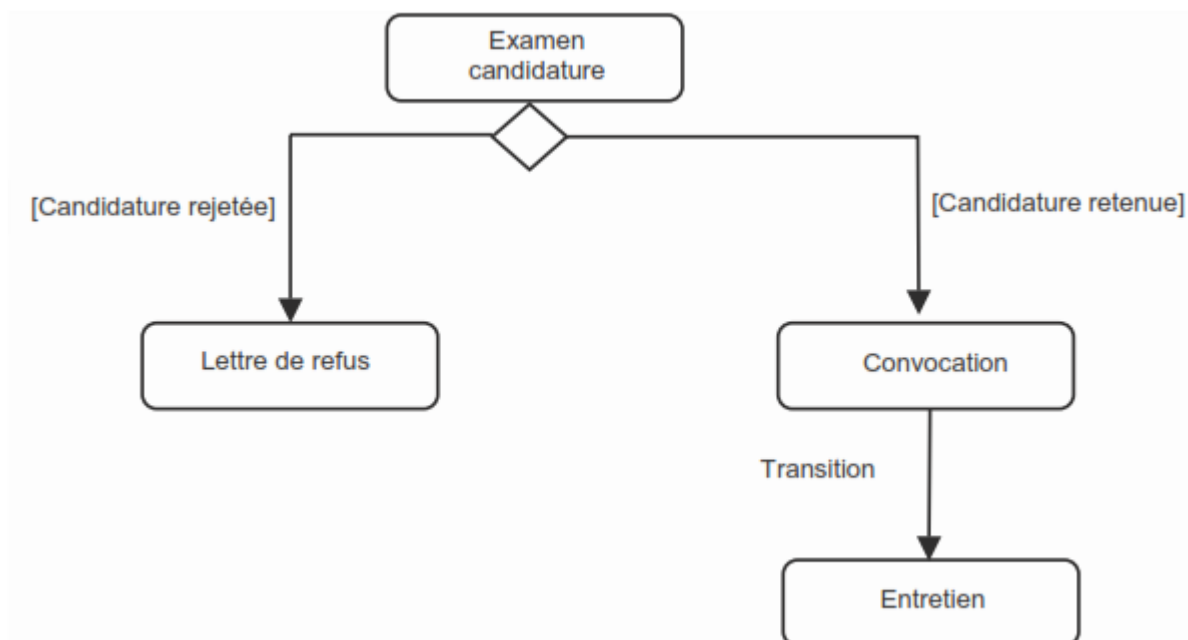 Examen
candidature
[Candidature rejetée]
[Candidature retenue]
Lettre de refus
Convocation
Transition
Entretien